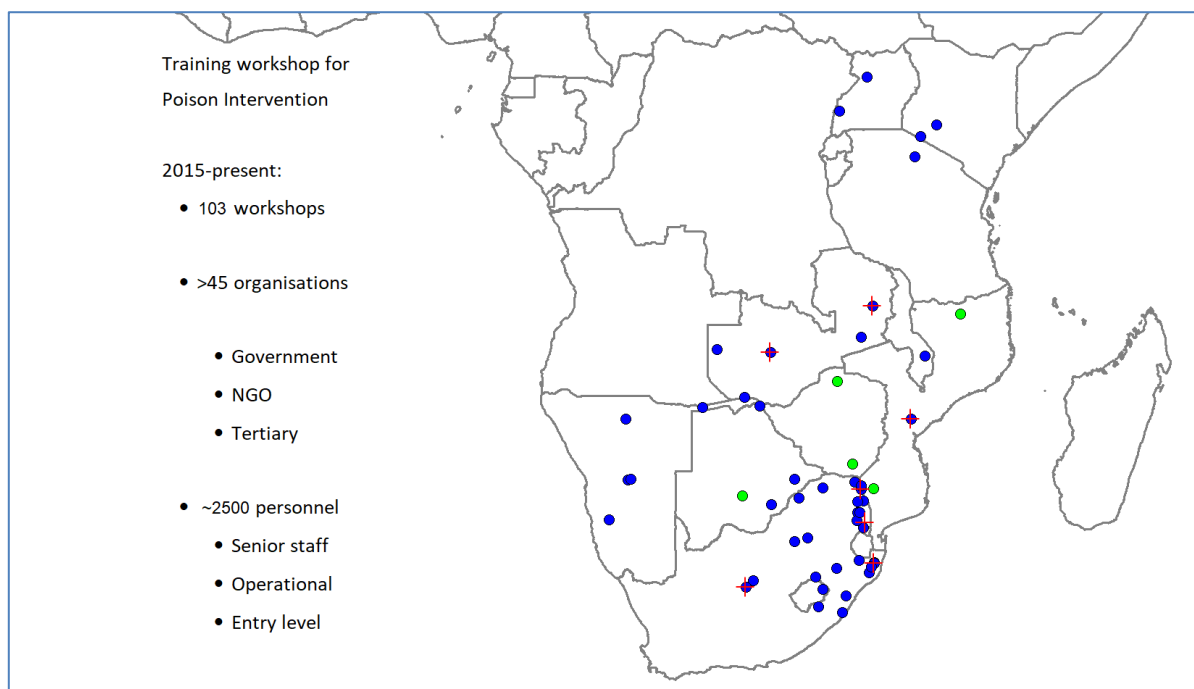 Training workshop for
Poison Intervention
2015-present:
• 103 workshops
• >45 organisations
• Government
• NGO
• Tertiary
• ~2500 personnel
• Senior staff
• Operational
• Entry level